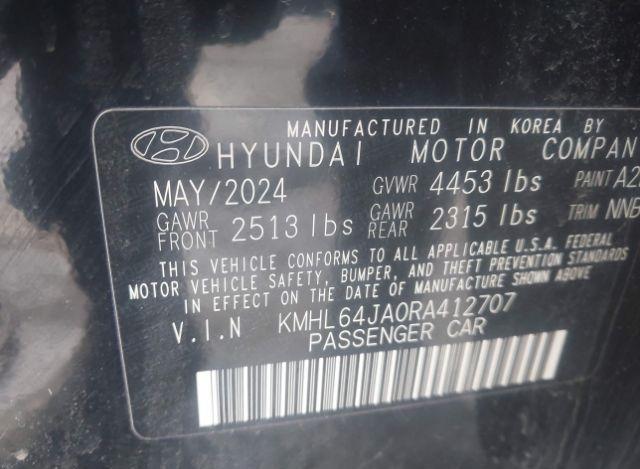 MANUFACTURED IN KOREA BY
HYUNDAI MOTOR COMPAN
MAY/2024 GVWR 4453 lbs PAINT A2
GAWR FRONT 2513 lbs GAWR REAR 2315 lbs TRIM NNB
THIS VEHICLE CONFORMS TO ALL APPLICABLE U.S.A. FEDERAL
MOTOR VEHICLE SAFETY, BUMPER, AND THEFT PREVENTION STANDARDS
IN EFFECT ON THE DATE OF MANUFACTURE SHOWN ABOVE
V.I.N KMHL64JA0RA412707
PASSENGER CAR